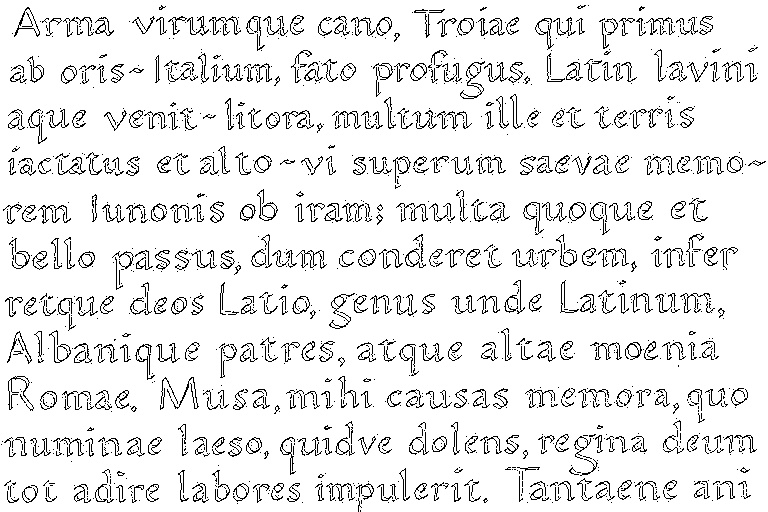 Arma virumque cano, Troiae qui primus
ab oris~Italium, fato profugus. Latin lavini
aque venit~litora, multum ille et terris
iactatus et alto~vi superum saevae memo~
rem Iunonis ob iram; multa quoque et
bello passus, dum conderet urbem, infer
retque deos Latio, genus unde Latinum,
Albanique patres, atque altae moenia
Romae. Musa, mihi causas memora, quo
numinae laeso, quidve dolens, regina deum
tot adire labores impulerit. Tantaene ani